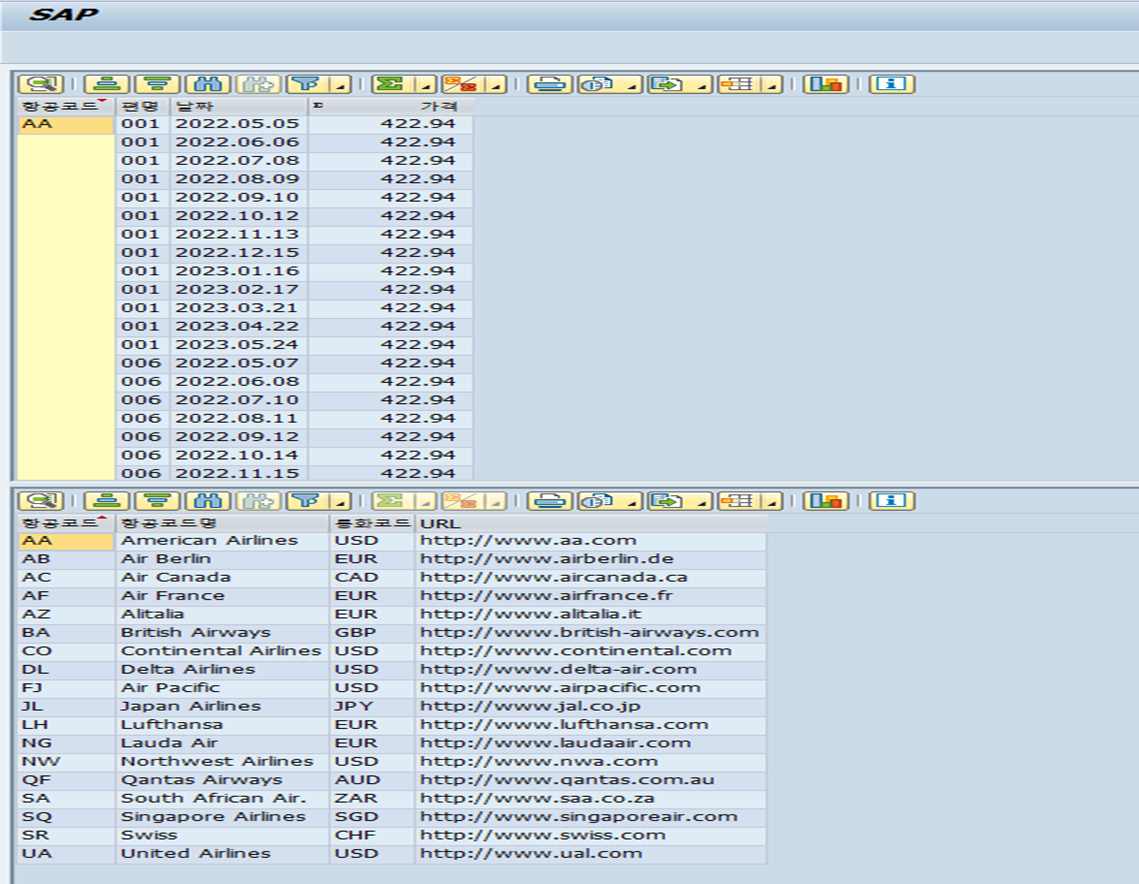 SAP
항공코드 편명 날짜 Σ 가격
AA 001 2022.05.05 422.94
001 2022.06.06 422.94
001 2022.07.08 422.94
001 2022.08.09 422.94
001 2022.09.10 422.94
001 2022.10.12 422.94
001 2022.11.13 422.94
001 2022.12.15 422.94
001 2023.01.16 422.94
001 2023.02.17 422.94
001 2023.03.21 422.94
001 2023.04.22 422.94
001 2023.05.24 422.94
006 2022.05.07 422.94
006 2022.06.08 422.94
006 2022.07.10 422.94
006 2022.08.11 422.94
006 2022.09.12 422.94
006 2022.10.14 422.94
006 2022.11.15 422.94
항공코드 항공코드명 통화코드 URL
AA American Airlines USD http://www.aa.com
AB Air Berlin EUR http://www.airberlin.de
AC Air Canada CAD http://www.aircanada.ca
AF Air France EUR http://www.airfrance.fr
AZ Alitalia EUR http://www.alitalia.it
BA British Airways GBP http://www.british-airways.com
CO Continental Airlines USD http://www.continental.com
DL Delta Airlines USD http://www.delta-air.com
FJ Air Pacific USD http://www.airpacific.com
JL Japan Airlines JPY http://www.jal.co.jp
LH Lufthansa EUR http://www.lufthansa.com
NG Lauda Air EUR http://www.laudaair.com
NW Northwest Airlines USD http://www.nwa.com
QF Qantas Airways AUD http://www.qantas.com.au
SA South African Air. ZAR http://www.saa.co.za
SQ Singapore Airlines SGD http://www.singaporeair.com
SR Swiss CHF http://www.swiss.com
UA United Airlines USD http://www.ual.com